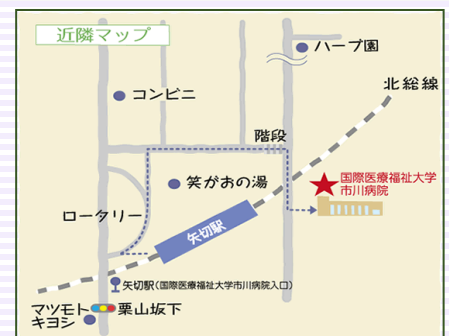 近隣マップ
ハーブ園
北総線
コンビニ
階段
国際医療福祉大学
市川病院
笑がおの湯
ロータリー
矢切駅
矢切駅(国際医療福祉大学市川病院入口)
マツモト
キヨシ
栗山坂下